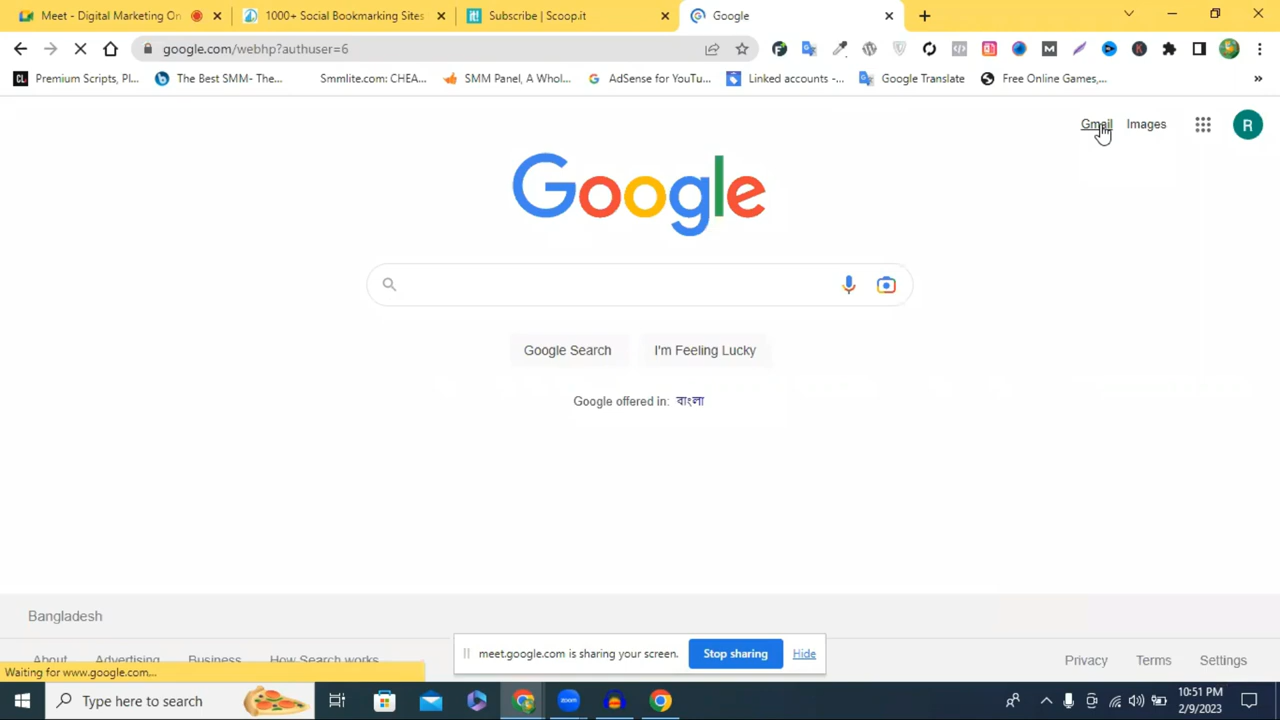 Meet - Digital Marketing On
1000+ Social Bookmarking Sites
Subscribe | Scoop.it
Google
google.com/webhp?authuser=6
CL Premium Scripts, Pl...
The Best SMM- The...
Smmlite.com: CHEA...
SMM Panel, A Whol...
AdSense for YouTu...
Linked accounts -...
Google Translate
Free Online Games,...
Gmail
Images
R
Google
Google Search
I'm Feeling Lucky
Google offered in: বাংলা
Bangladesh
About
Advertising
Business
How Search works
Privacy
Terms
Settings
meet.google.com is sharing your screen.
Stop sharing
Hide
Waiting for www.google.com...
Type here to search
zoom
10:51 PM
2/9/2023